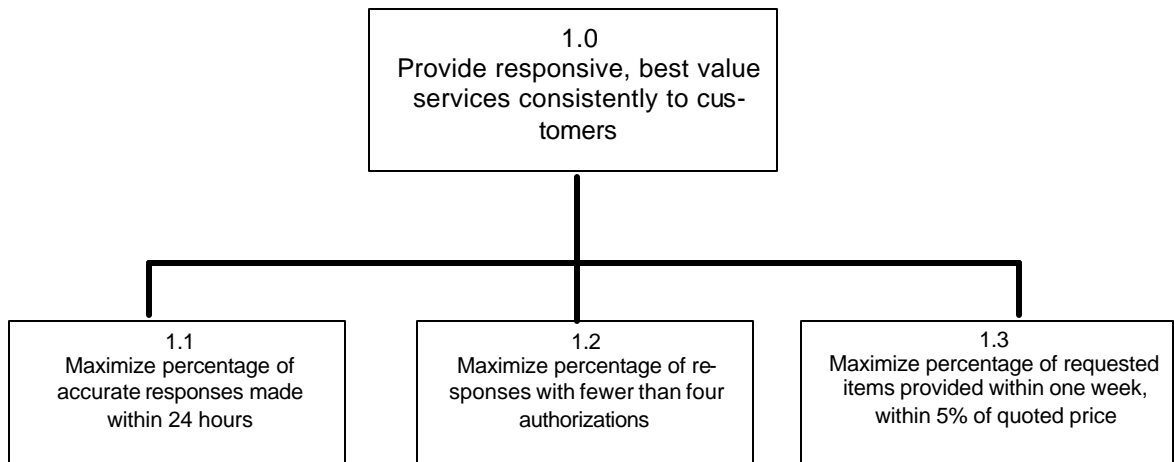 1.0
Provide responsive, best value
services consistently to cus-
tomers
1.1
Maximize percentage of
accurate responses made
within 24 hours
1.2
Maximize percentage of re-
sponses with fewer than four
authorizations
1.3
Maximize percentage of requested
items provided within one week,
within 5% of quoted price